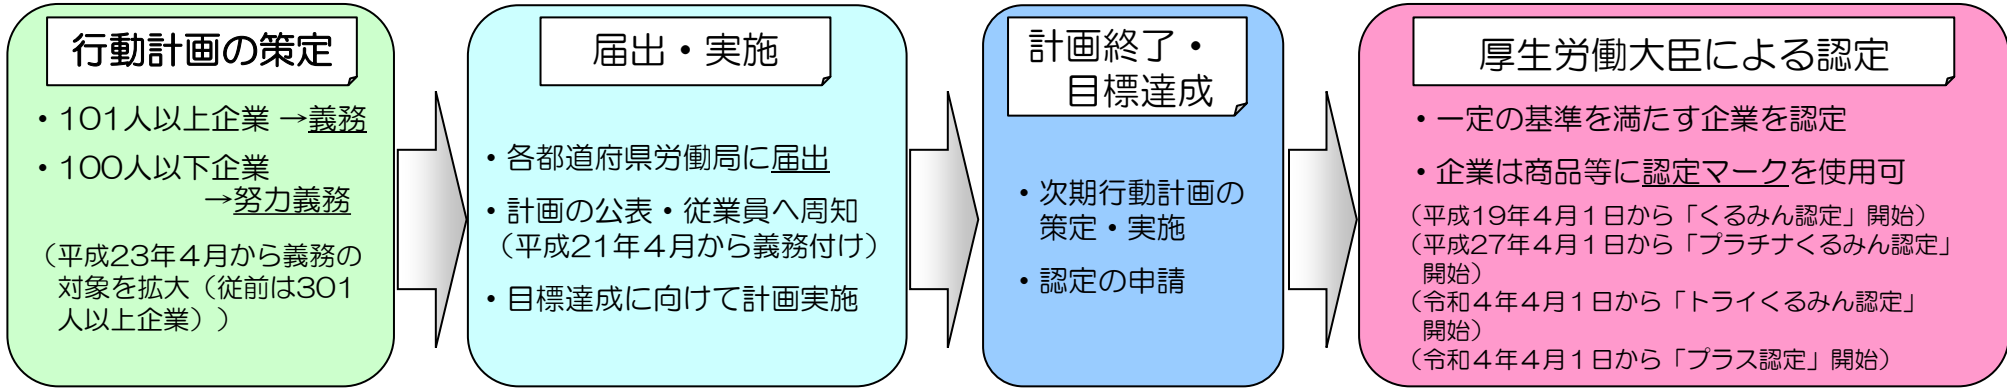 行動計画の策定
・101人以上企業 →義務
・100人以下企業
→努力義務
（平成23年４月から義務の
対象を拡大（従前は301
人以上企業））
届出・実施
・各都道府県労働局に届出
・計画の公表・従業員へ周知
（平成21年４月から義務付け）
・目標達成に向けて計画実施
計画終了・
目標達成
・次期行動計画の
策定・実施
・認定の申請
厚生労働大臣による認定
・一定の基準を満たす企業を認定
・企業は商品等に認定マークを使用可
（平成19年４月１日から「くるみん認定」開始）
（平成27年４月１日から「プラチナくるみん認定」
開始）
（令和４年４月１日から「トライくるみん認定」
開始）
（令和４年４月１日から「プラス認定」開始）